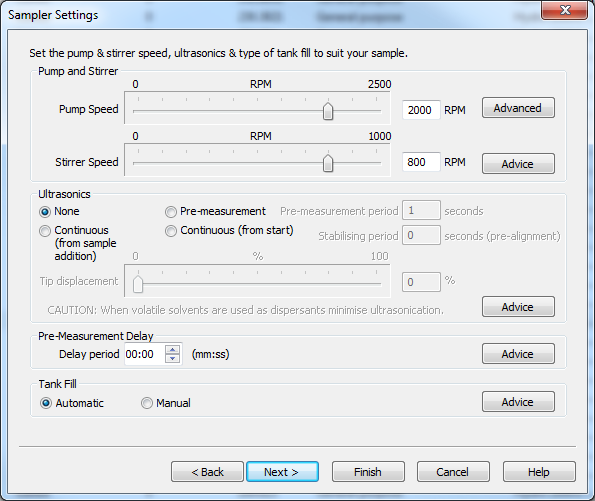 Sampler Settings
Set the pump & stirrer speed, ultrasonics & type of tank fill to suit your sample.
Pump and Stirrer
0 RPM 2500
Pump Speed 2000 RPM Advanced
0 RPM 1000
Stirrer Speed 800 RPM Advice
Ultrasonics
None Pre-measurement Pre-measurement period 1 seconds
Continuous (from sample addition) Continuous (from start) Stabilising period 0 seconds (pre-alignment)
0 % 100
Tip displacement 0 %
CAUTION: When volatile solvents are used as dispersants minimise ultrasonication. Advice
Pre-Measurement Delay
Delay period 00:00 (mm:ss) Advice
Tank Fill
Automatic Manual Advice
< Back Next > Finish Cancel Help